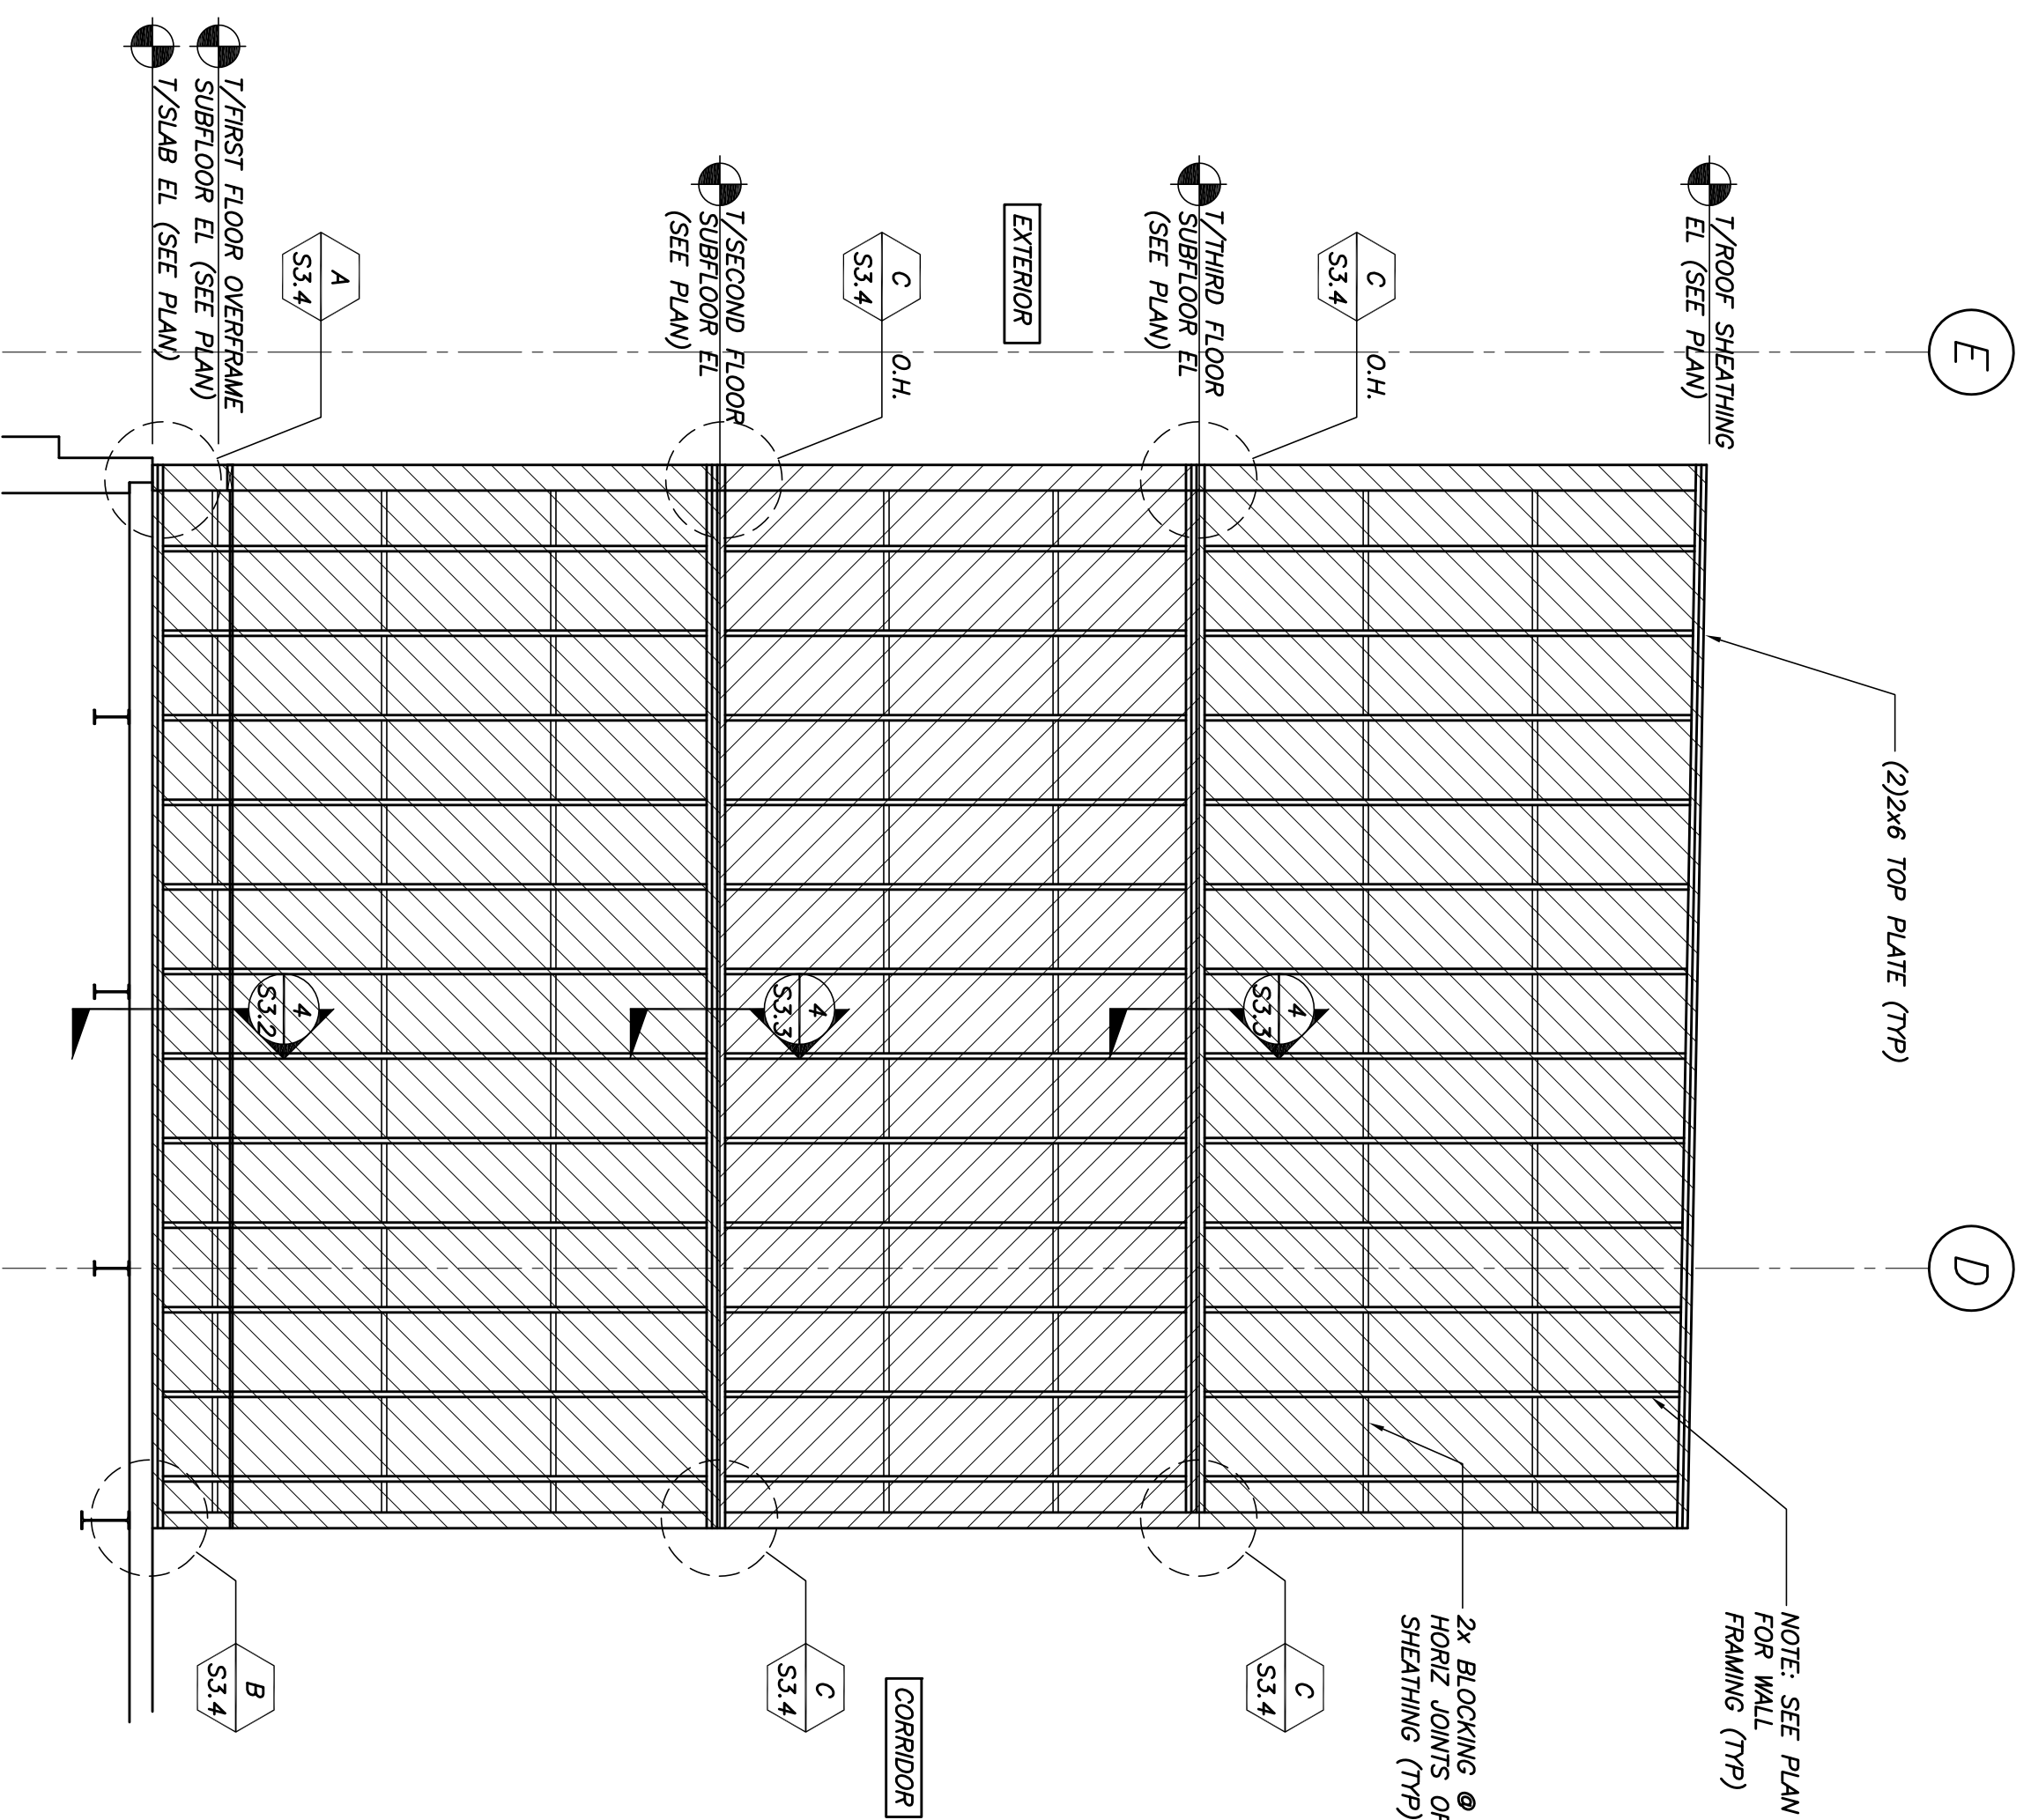 E
D
(2)2x6 TOP PLATE (TYP)
T/ROOF SHEATHING
EL (SEE PLAN)
NOTE: SEE PLAN
FOR WALL
FRAMING (TYP)
2x BLOCKING @
HORIZ JOINTS OF
SHEATHING (TYP)
C
S3.4
O.H.
T/THIRD FLOOR
SUBFLOOR EL
(SEE PLAN)
4
S3.3
C
S3.4
EXTERIOR
CORRIDOR
C
S3.4
O.H.
T/SECOND FLOOR
SUBFLOOR EL
(SEE PLAN)
4
S3.3
C
S3.4
A
S3.4
4
S3.2
T/FIRST FLOOR OVERFRAME
SUBFLOOR EL (SEE PLAN)
T/SLAB EL (SEE PLAN)
B
S3.4